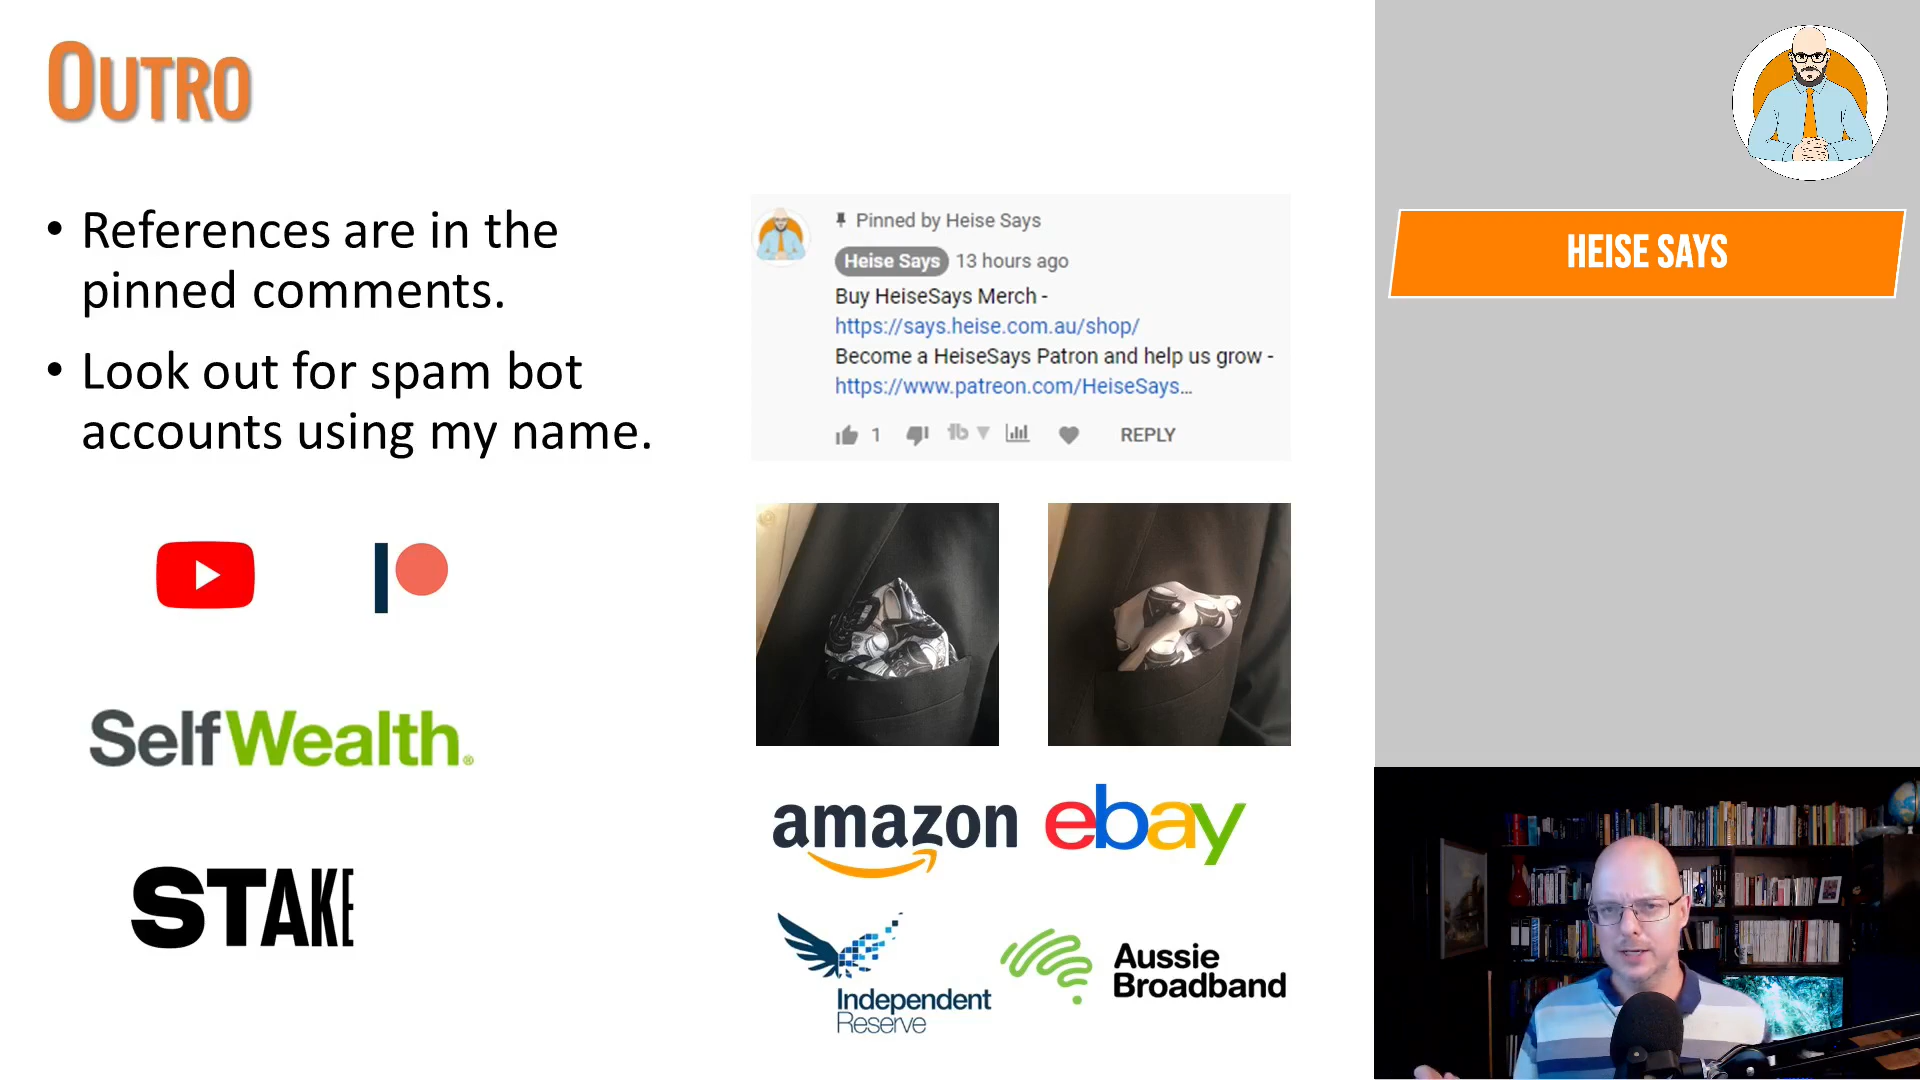 OUTRO
• References are in the
pinned comments.
• Look out for spam bot
accounts using my name.
SelfWealth®
STAKE
Pinned by Heise Says
Heise Says 13 hours ago
Buy HeiseSays Merch -
https://says.heise.com.au/shop/
Become a HeiseSays Patron and help us grow -
https://www.patreon.com/HeiseSays…
1 REPLY
amazon ebay
Independent
Reserve
Aussie
Broadband
HEISE SAYS